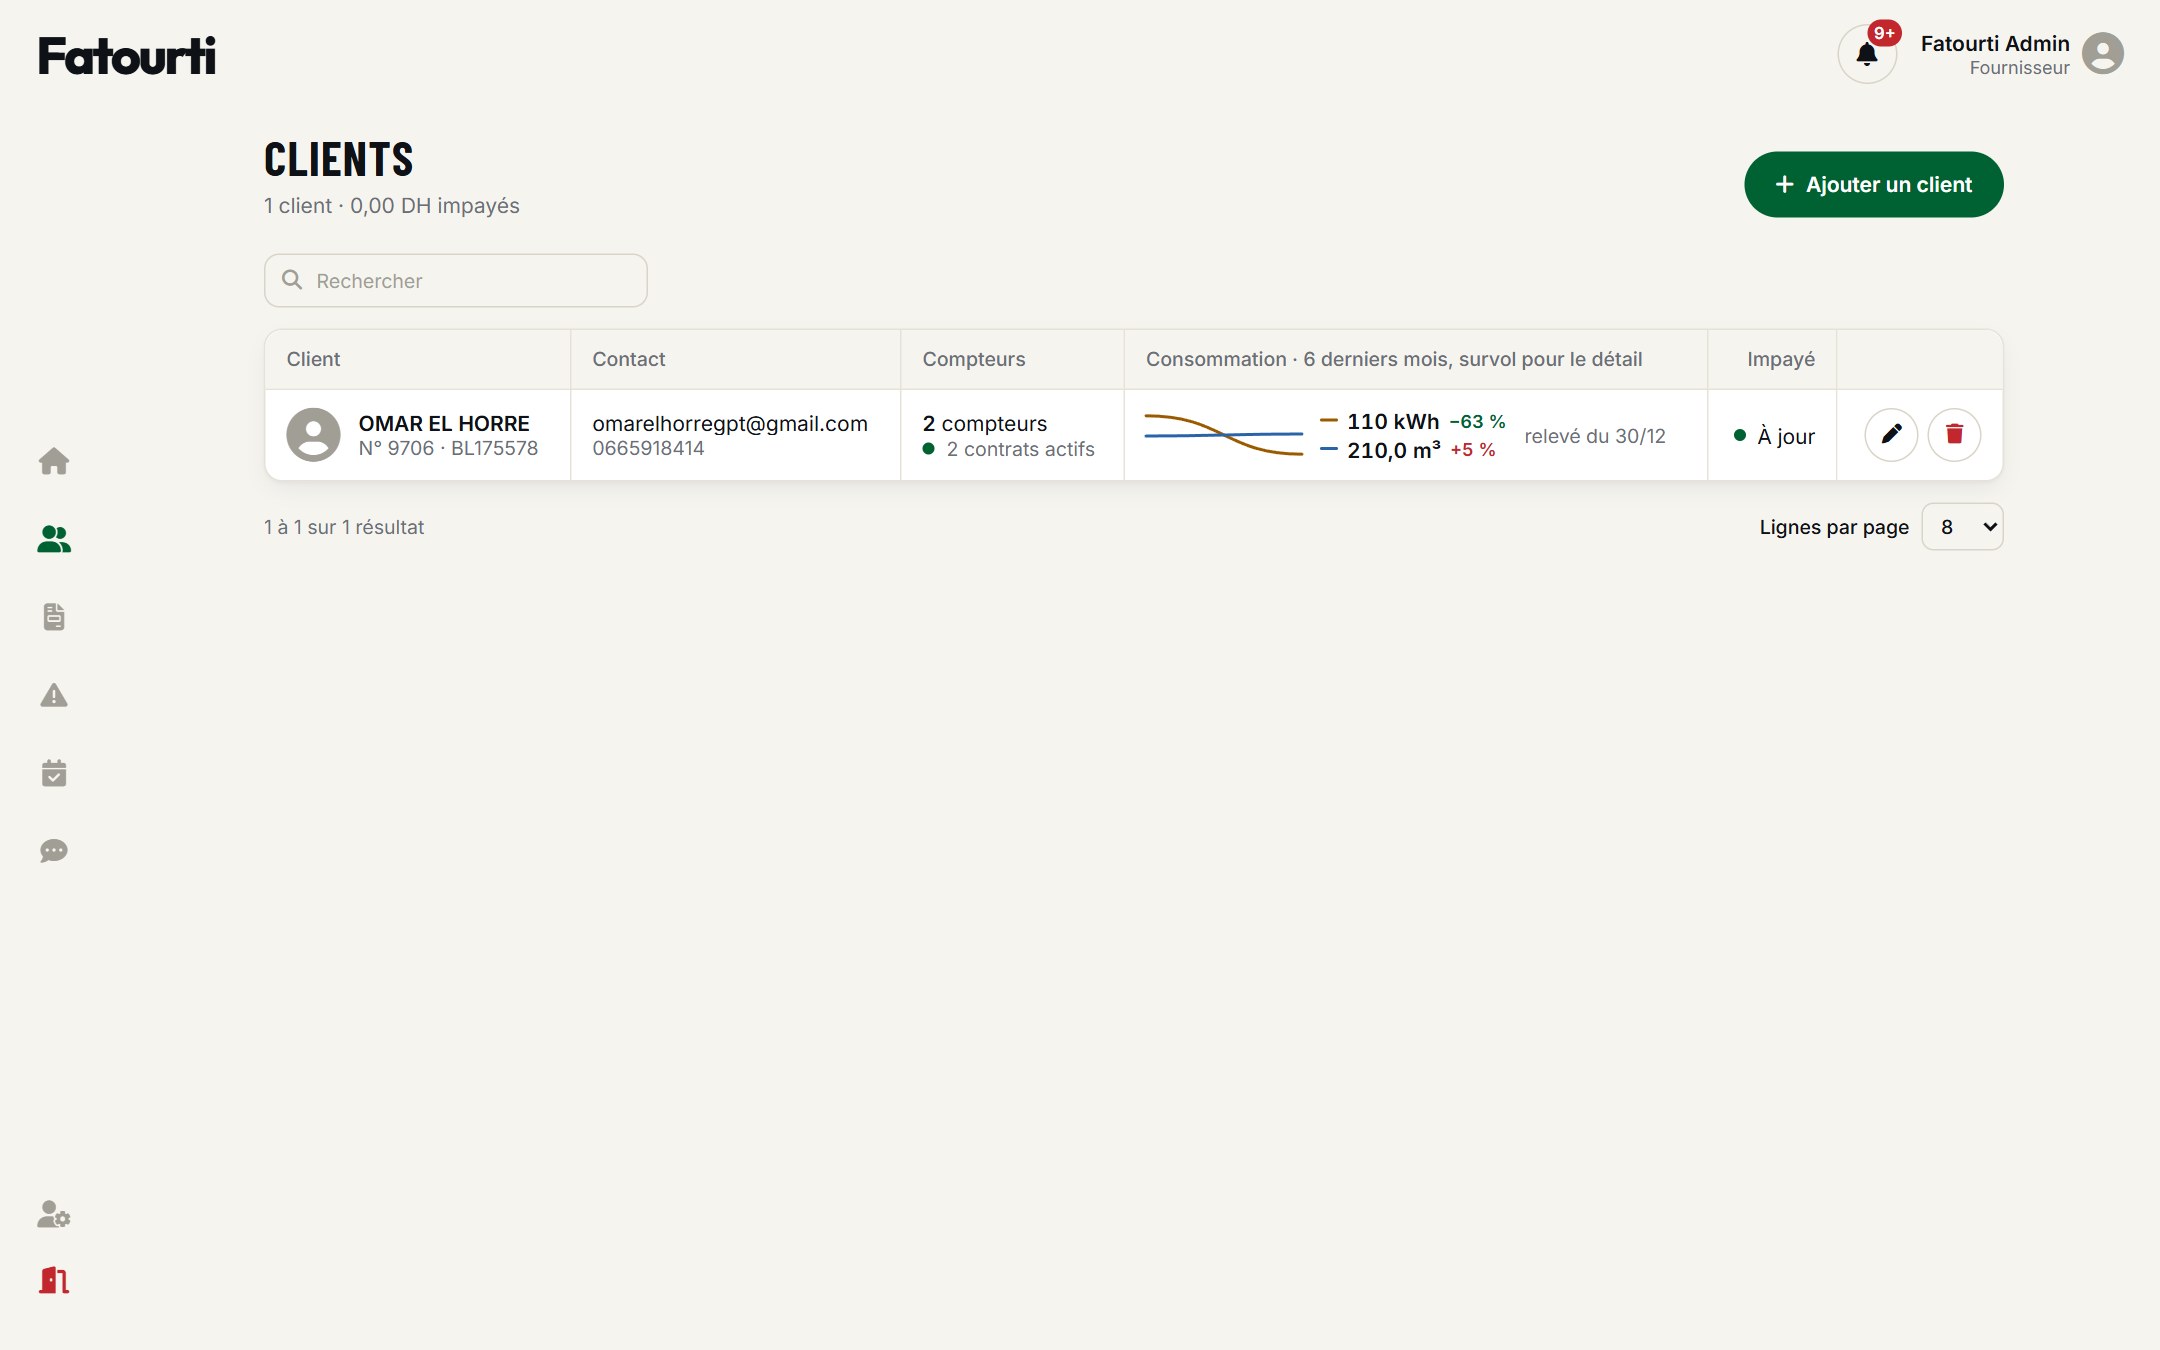 Fatourti
9+
Fatourti Admin
Fournisseur
CLIENTS
1 client · 0,00 DH impayés
+ Ajouter un client
Rechercher
Client
Contact
Compteurs
Consommation · 6 derniers mois, survol pour le détail
Impayé
OMAR EL HORRE
N° 9706 · BL175578
omarelhorregpt@gmail.com
0665918414
2 compteurs
2 contrats actifs
110 kWh −63 %
210,0 m³ +5 %
relevé du 30/12
À jour
1 à 1 sur 1 résultat
Lignes par page
8